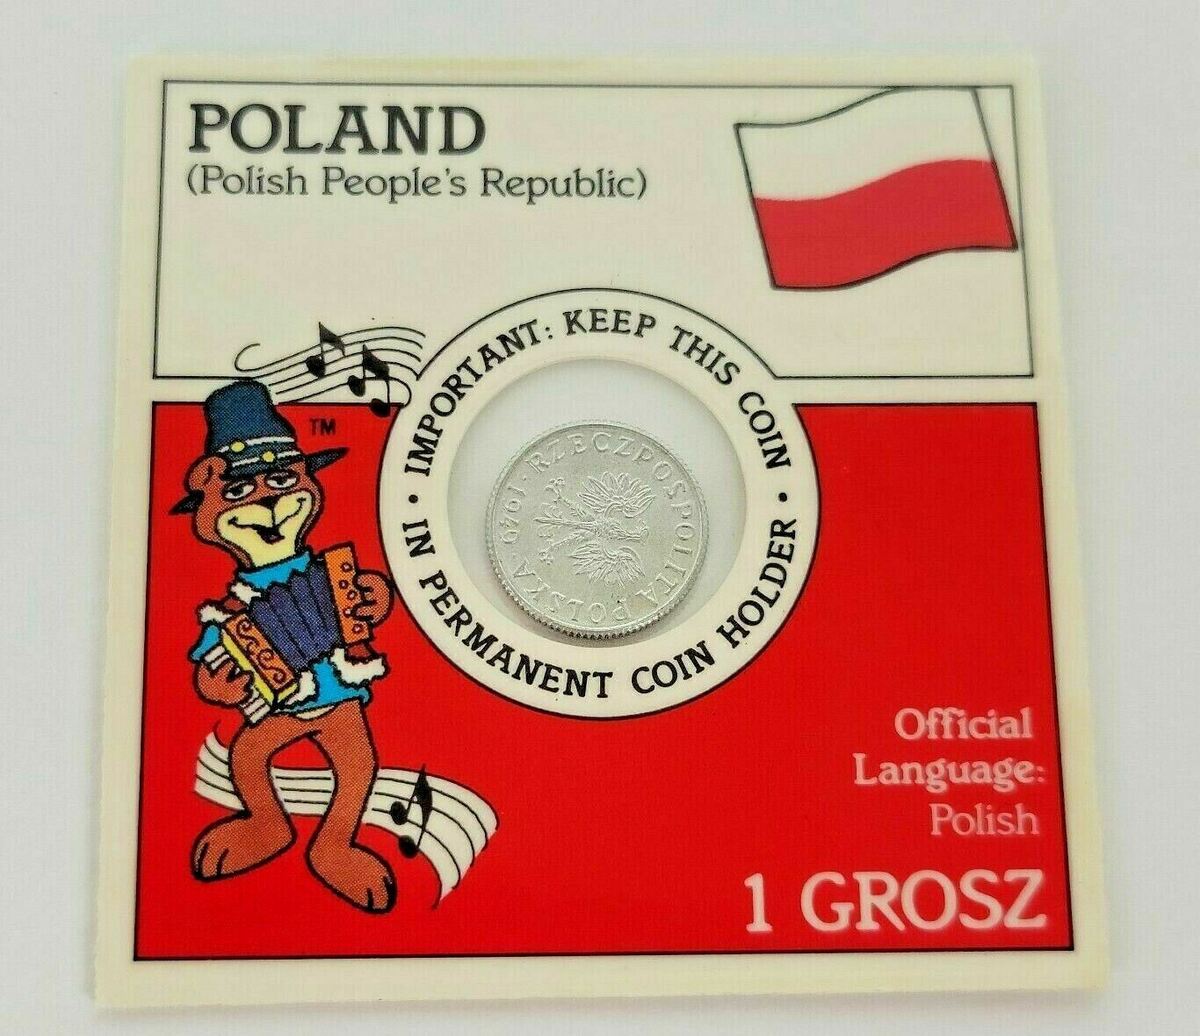 POLAND
(Polish People's Republic)
TM
• IMPORTANT: KEEP THIS COIN •
IN PERMANENT COIN HOLDER
·1949· RZECZPOSPOLITA POLSKA
Official
Language:
Polish
1 GROSZ